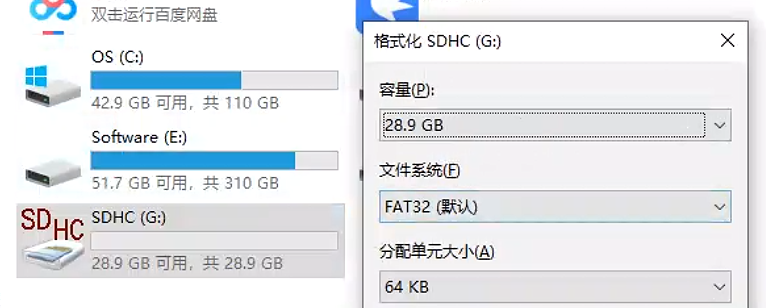 双击运行百度网盘
OS (C:)
42.9 GB 可用，共 110 GB
Software (E:)
51.7 GB 可用，共 310 GB
SDHC
SDHC (G:)
28.9 GB 可用，共 28.9 GB
格式化 SDHC (G:)
容量(P):
28.9 GB
文件系统(F)
FAT32 (默认)
分配单元大小(A)
64 KB